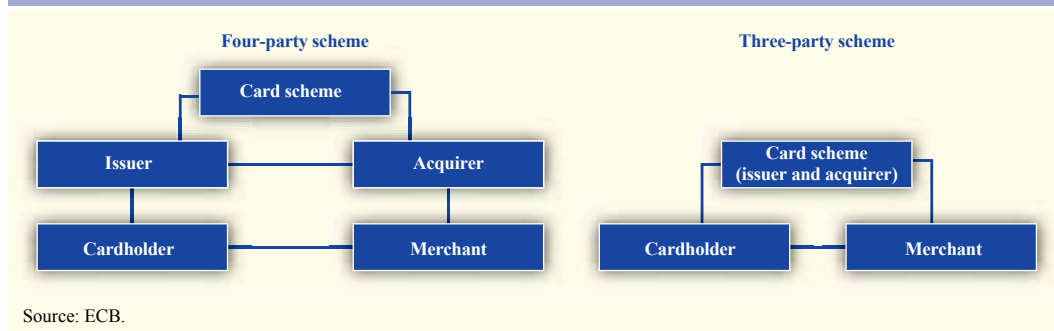 Four-party scheme
Card scheme
Issuer
Acquirer
Cardholder
Merchant
Three-party scheme
Card scheme
(issuer and acquirer)
Cardholder
Merchant
Source: ECB.